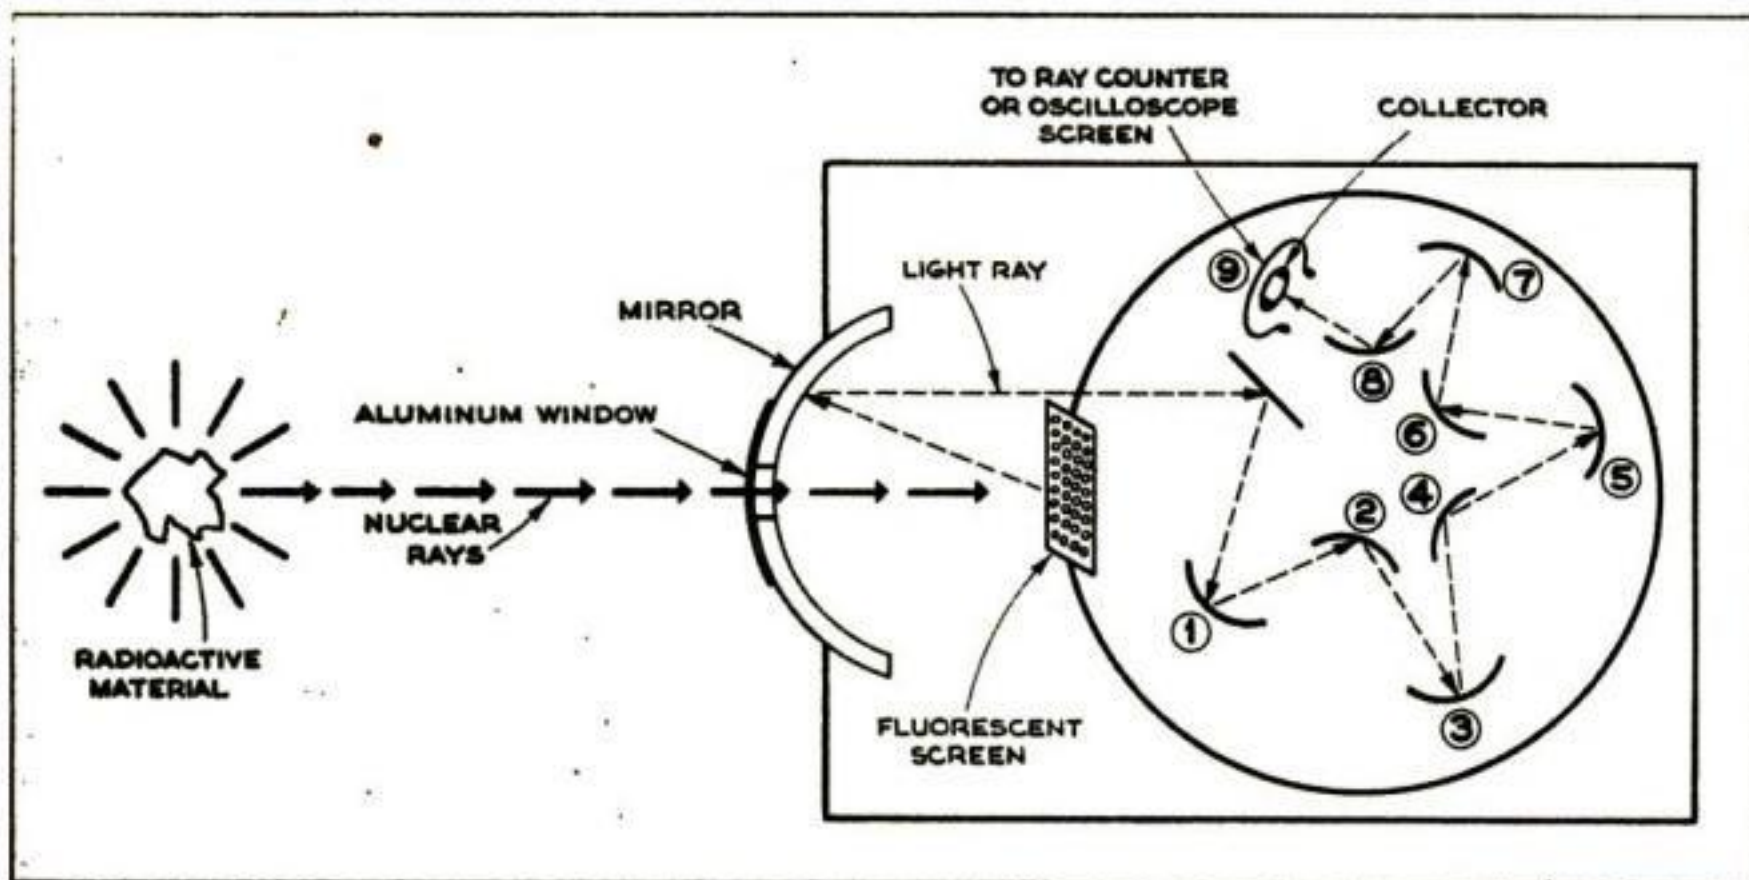 TO RAY COUNTER
OR OSCILLOSCOPE
SCREEN
COLLECTOR
LIGHT RAY
MIRROR
ALUMINUM WINDOW
NUCLEAR
RAYS
RADIOACTIVE
MATERIAL
FLUORESCENT
SCREEN
9
7
8
6
5
4
2
1
3